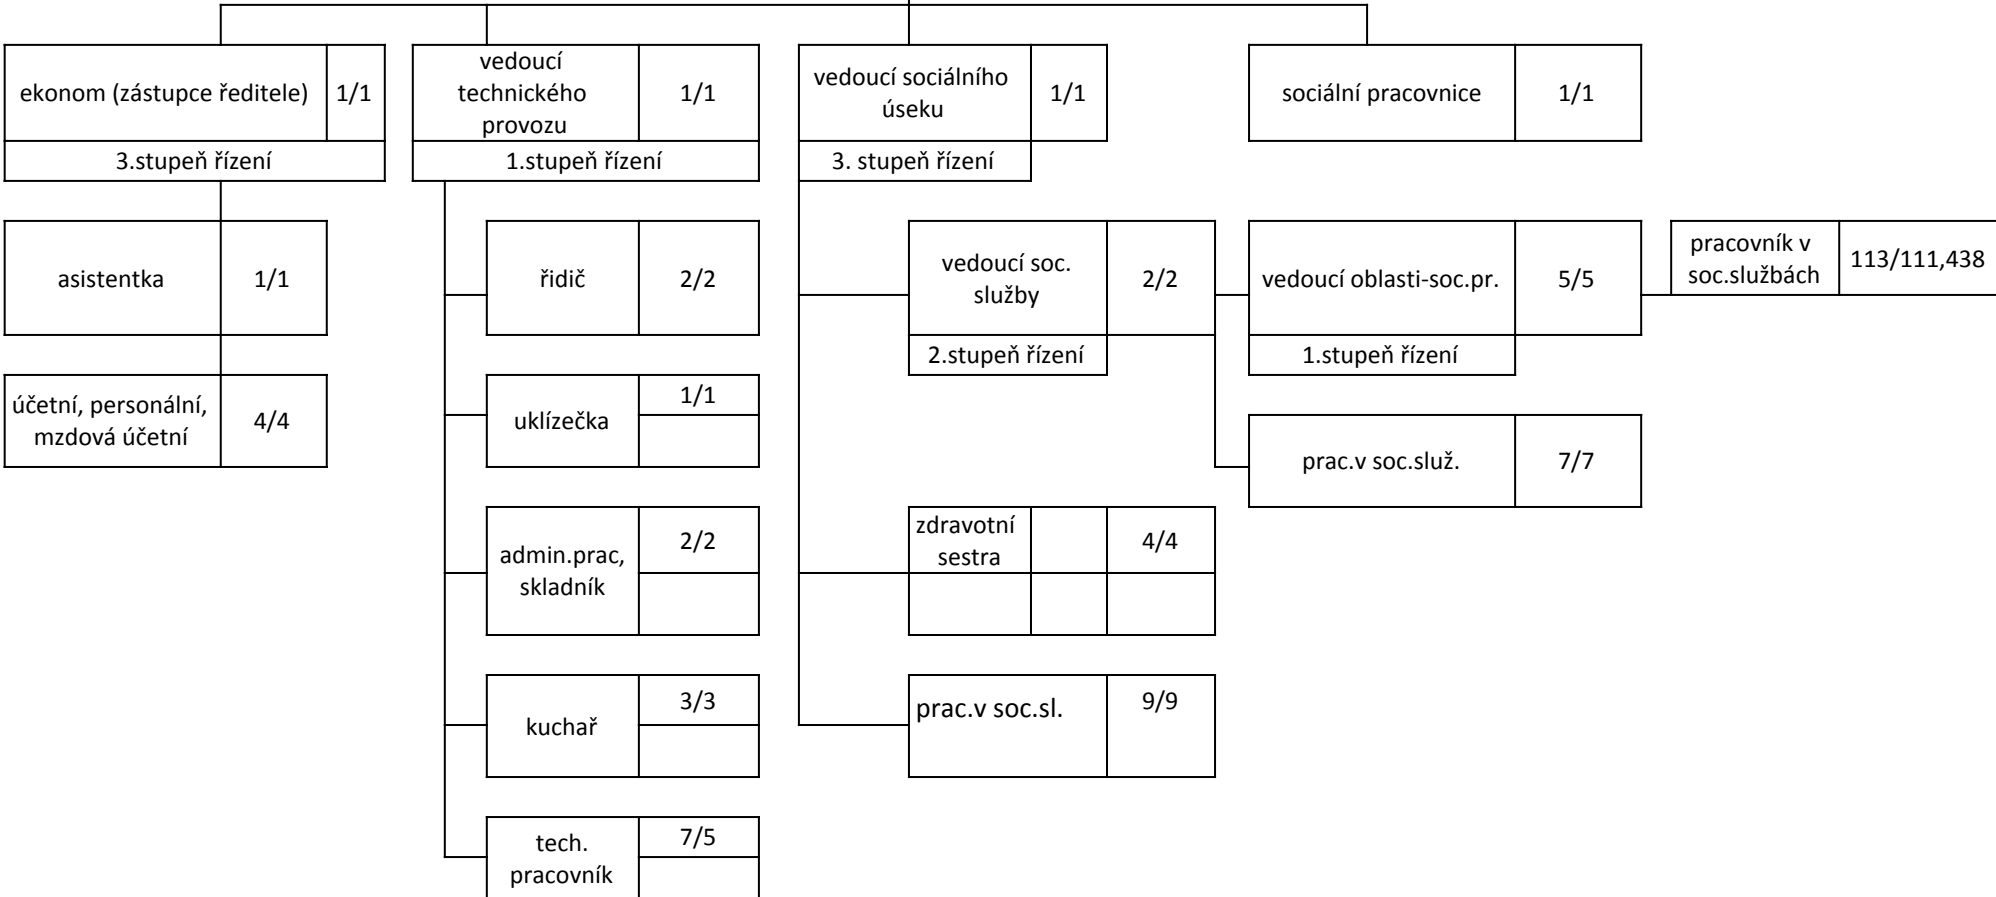 ekonom (zástupce ředitele) 1/1
3.stupeň řízení
vedoucí
technického
provozu
1/1
1.stupeň řízení
vedoucí sociálního
úseku
1/1
3. stupeň řízení
sociální pracovnice 1/1
asistentka 1/1
účetní, personální,
mzdová účetní
4/4
řidič 2/2
uklízečka
1/1
admin.prac,
skladník
2/2
kuchař
3/3
tech.
pracovník
7/5
vedoucí soc.
služby
2/2
2.stupeň řízení
vedoucí oblasti-soc.pr. 5/5
1.stupeň řízení
pracovník v
soc.službách
113/111,438
prac.v soc.služ. 7/7
zdravotní
sestra
4/4
prac.v soc.sl. 9/9